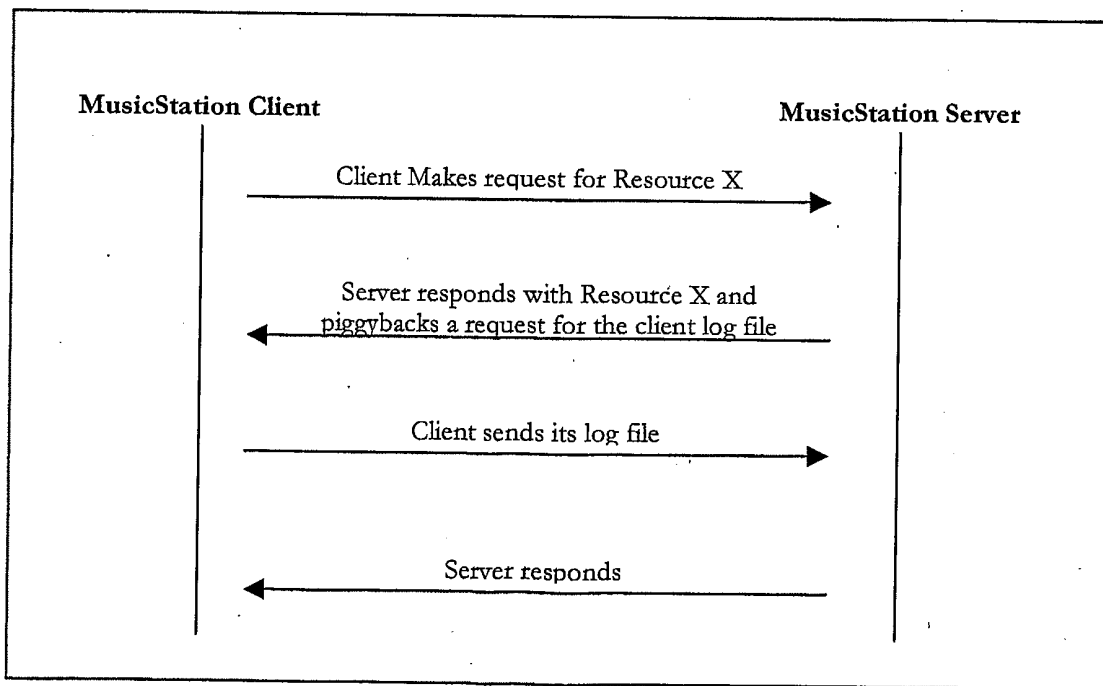 MusicStation Client
MusicStation Server
Client Makes request for Resource X
Server responds with Resource X and
piggybacks a request for the client log file
Client sends its log file
Server responds